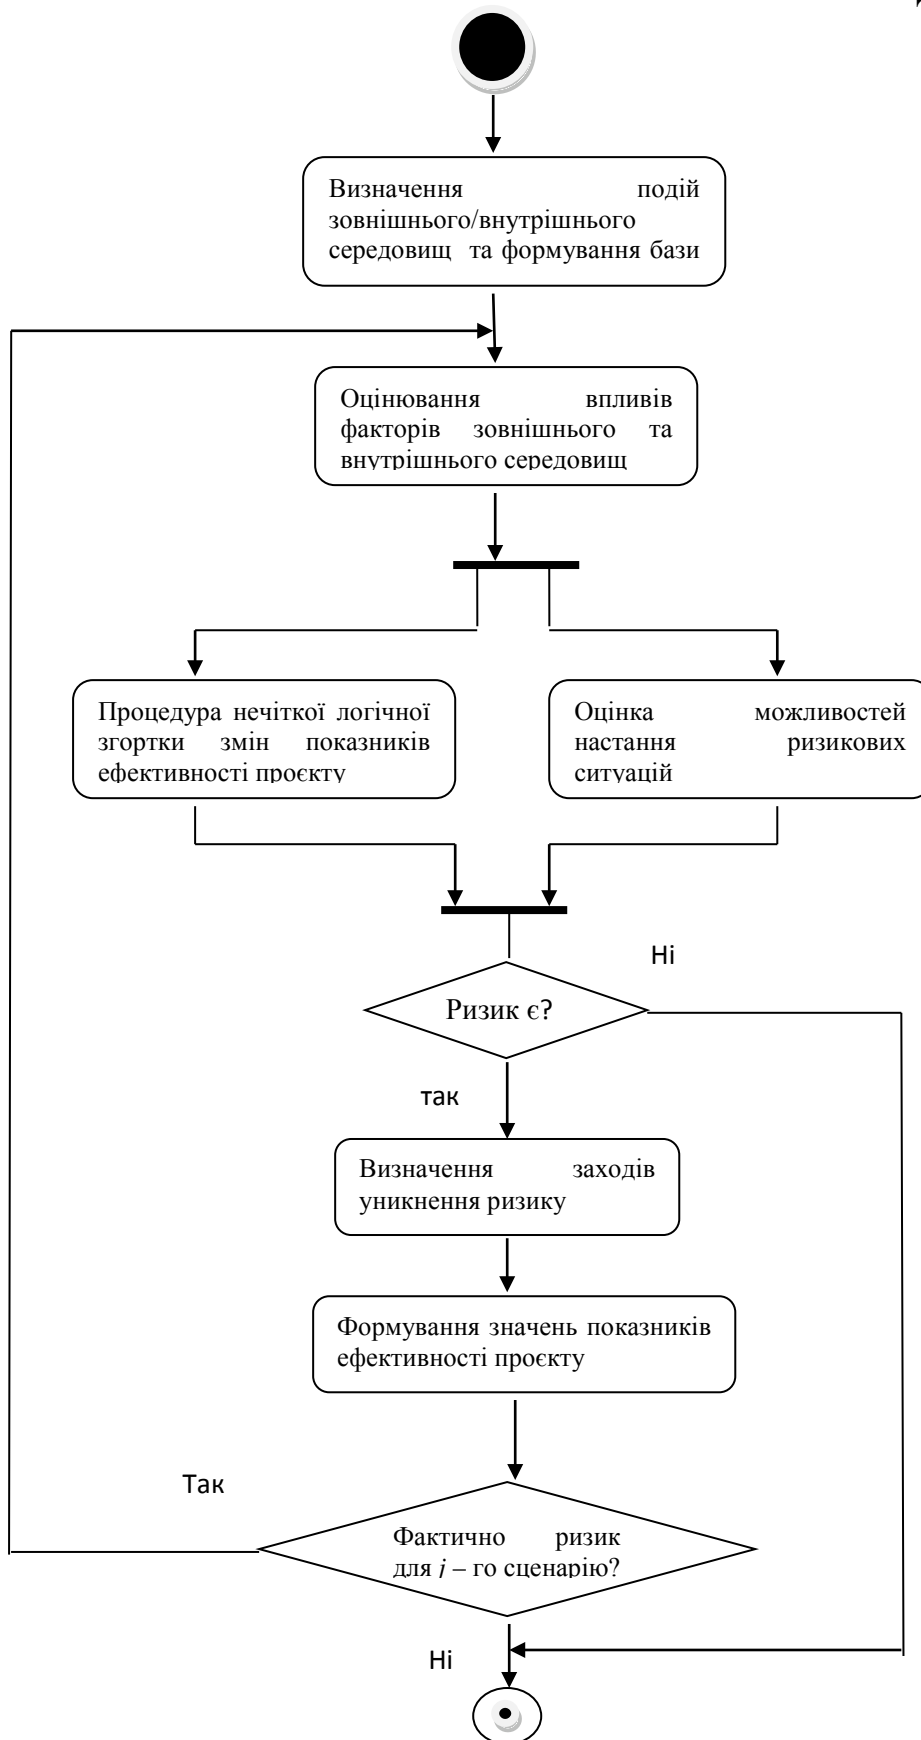 Визначення подій
зовнішнього/внутрішнього
середовищ та формування бази
Оцінювання впливів
факторів зовнішнього та
внутрішнього середовищ
Процедура нечіткої логічної
згортки змін показників
ефективності проєкту
Оцінка можливостей
настання ризикових
ситуацій
Ні
Ризик є?
так
Визначення заходів
уникнення ризику
Формування значень показників
ефективності проєкту
Так
Фактично ризик
для j – го сценарію?
Ні